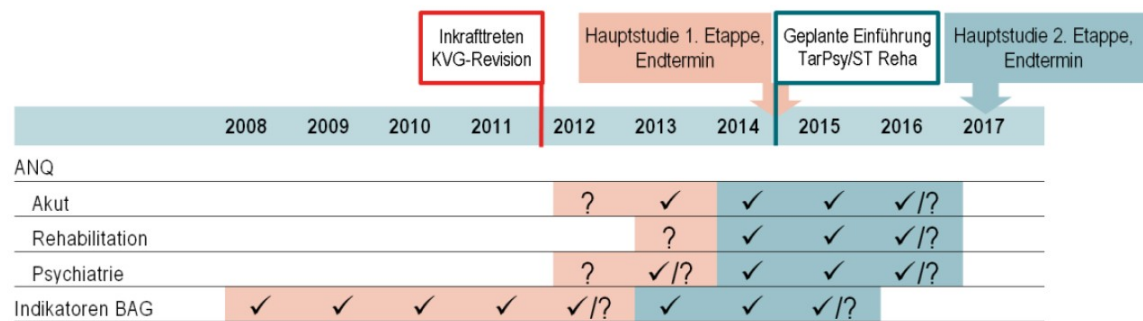 Inkrafttreten
KVG-Revision
Hauptstudie 1. Etappe,
Endtermin
Geplante Einführung
TarPsy/ST Reha
Hauptstudie 2. Etappe,
Endtermin
2008 2009 2010 2011 2012 2013 2014 2015 2016 2017
ANQ
Akut ? ✓ ✓ ✓ ✓/?
Rehabilitation ? ✓ ✓ ✓/?
Psychiatrie ? ✓/? ✓ ✓ ✓/?
Indikatoren BAG ✓ ✓ ✓ ✓ ✓/? ✓ ✓ ✓/?